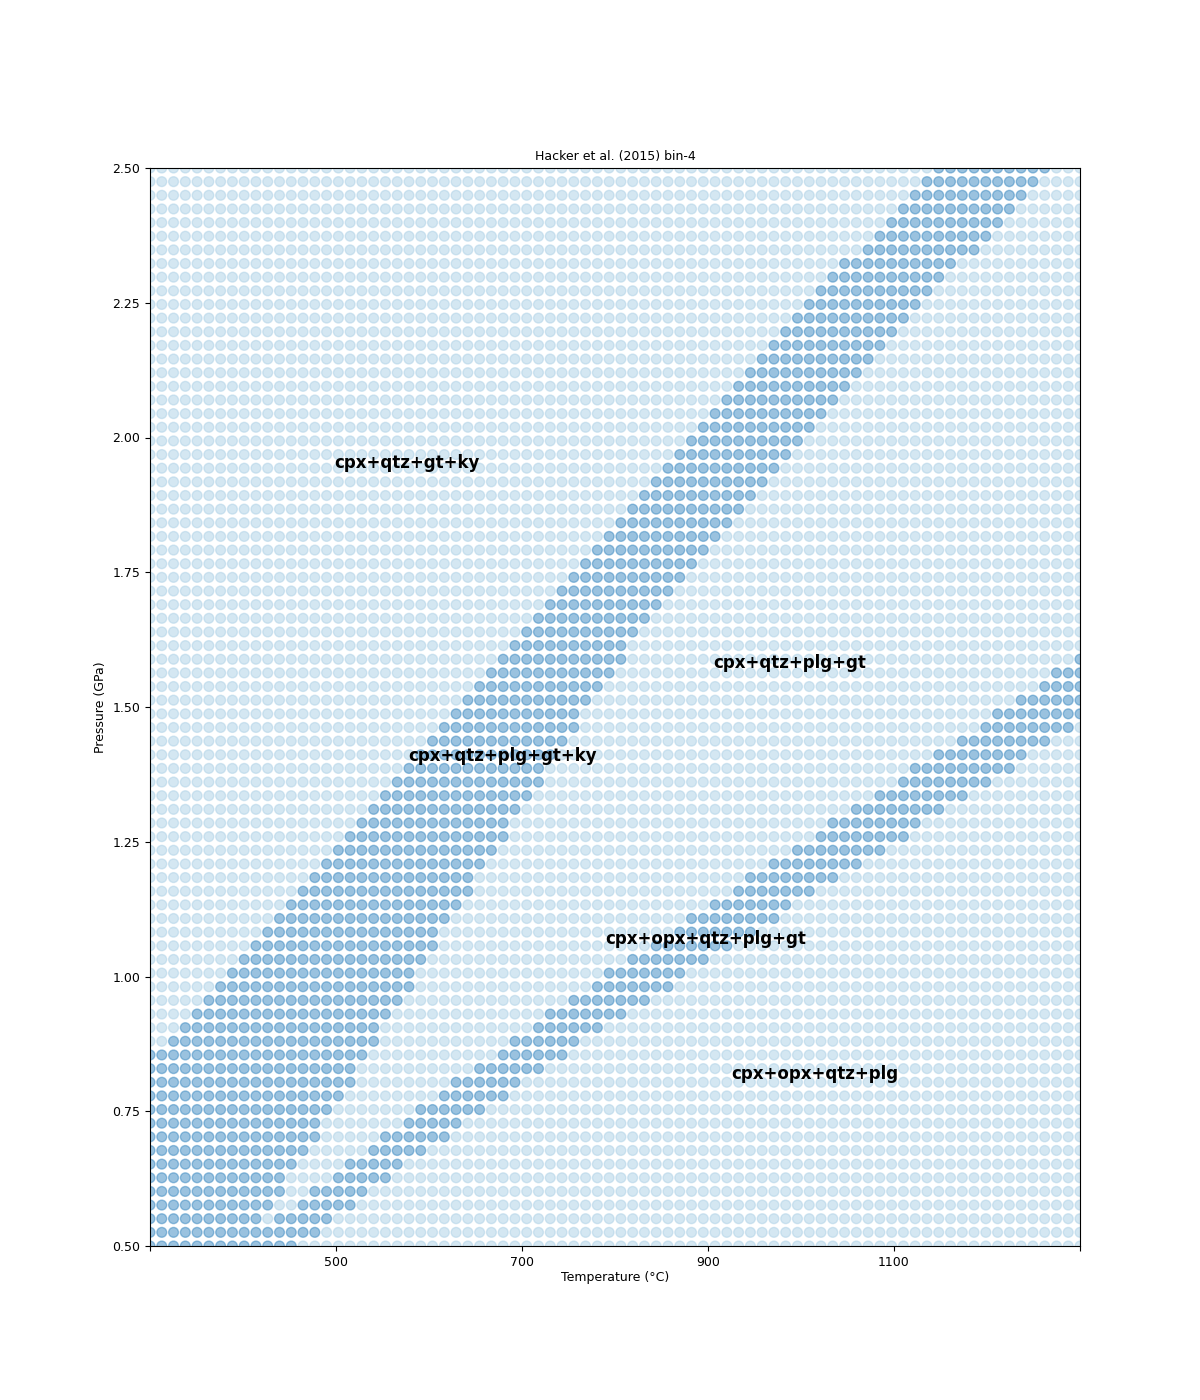 Hacker et al. (2015) bin-4
2.50
2.25
2.00
cpx+qtz+gt+ky
1.75
cpx+qtz+plg+gt
Pressure (GPa)
1.50
cpx+qtz+plg+gt+ky
1.25
cpx+opx+qtz+plg+gt
1.00
cpx+opx+qtz+plg
0.75
0.50
500 700 900 1100
Temperature (°C)